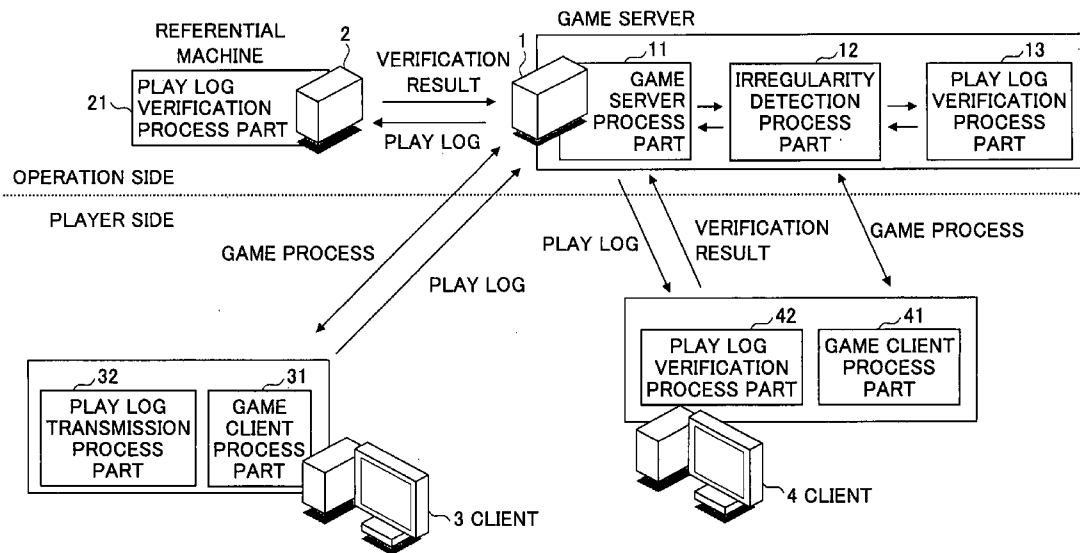 GAME SERVER
REFERENTIAL
MACHINE
2
21
PLAY LOG
VERIFICATION
PROCESS PART
VERIFICATION
RESULT
PLAY LOG
1
11
GAME
SERVER
PROCESS
PART
12
IRREGULARITY
DETECTION
PROCESS
PART
13
PLAY LOG
VERIFICATION
PROCESS
PART
OPERATION SIDE
PLAYER SIDE
GAME PROCESS
PLAY LOG
PLAY LOG
VERIFICATION
RESULT
GAME PROCESS
32
PLAY LOG
TRANSMISSION
PROCESS
PART
31
GAME
CLIENT
PROCESS
PART
3 CLIENT
42
PLAY LOG
VERIFICATION
PROCESS PART
41
GAME CLIENT
PROCESS
PART
4 CLIENT